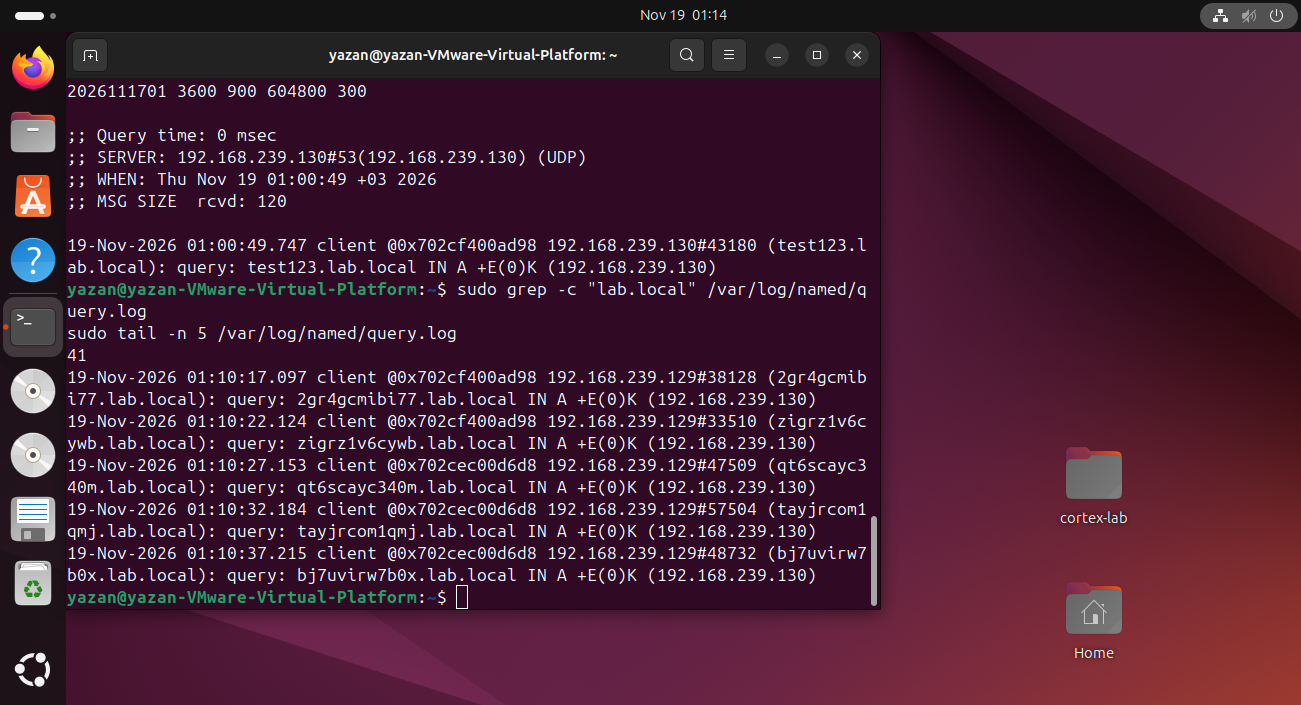 Nov 19 01:14
yazan@yazan-VMware-Virtual-Platform: ~
2026111701 3600 900 604800 300
;; Query time: 0 msec
;; SERVER: 192.168.239.130#53(192.168.239.130) (UDP)
;; WHEN: Thu Nov 19 01:00:49 +03 2026
;; MSG SIZE  rcvd: 120
19-Nov-2026 01:00:49.747 client @0x702cf400ad98 192.168.239.130#43180 (test123.l
ab.local): query: test123.lab.local IN A +E(0)K (192.168.239.130)
yazan@yazan-VMware-Virtual-Platform:~$ sudo grep -c "lab.local" /var/log/named/q
uery.log
sudo tail -n 5 /var/log/named/query.log
41
19-Nov-2026 01:10:17.097 client @0x702cf400ad98 192.168.239.129#38128 (2gr4gcmib
i77.lab.local): query: 2gr4gcmibi77.lab.local IN A +E(0)K (192.168.239.130)
19-Nov-2026 01:10:22.124 client @0x702cf400ad98 192.168.239.129#33510 (zigrz1v6c
ywb.lab.local): query: zigrz1v6cywb.lab.local IN A +E(0)K (192.168.239.130)
19-Nov-2026 01:10:27.153 client @0x702cec00d6d8 192.168.239.129#47509 (qt6scayc3
40m.lab.local): query: qt6scayc340m.lab.local IN A +E(0)K (192.168.239.130)
19-Nov-2026 01:10:32.184 client @0x702cec00d6d8 192.168.239.129#57504 (tayjrcom1
qmj.lab.local): query: tayjrcom1qmj.lab.local IN A +E(0)K (192.168.239.130)
19-Nov-2026 01:10:37.215 client @0x702cec00d6d8 192.168.239.129#48732 (bj7uvirw7
b0x.lab.local): query: bj7uvirw7b0x.lab.local IN A +E(0)K (192.168.239.130)
yazan@yazan-VMware-Virtual-Platform:~$
cortex-lab
Home